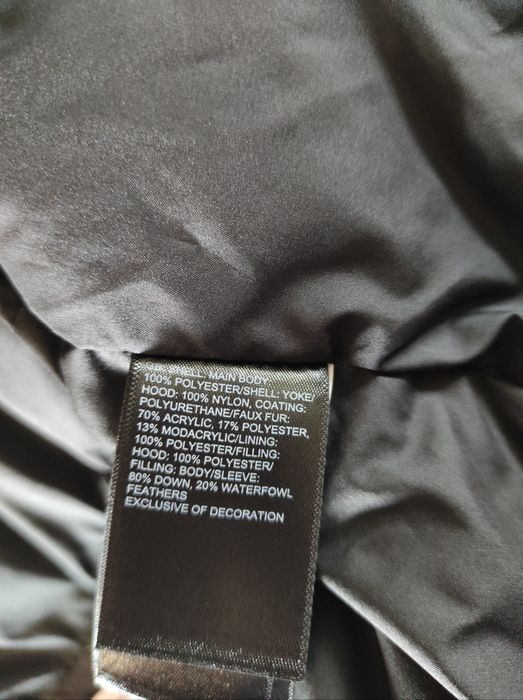 SHELL: MAIN BODY
100% POLYESTER/SHELL: YOKE/
HOOD: 100% NYLON, COATING:
POLYURETHANE/FAUX FUR:
70% ACRYLIC, 17% POLYESTER,
13% MODACRYLIC/LINING:
100% POLYESTER/FILLING:
HOOD: 100% POLYESTER/
FILLING: BODY/SLEEVE:
80% DOWN, 20% WATERFOWL
FEATHERS
EXCLUSIVE OF DECORATION